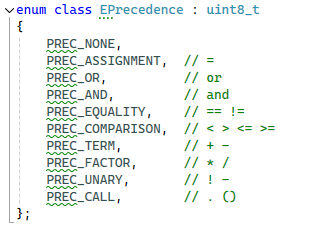 enum class EPrecedence : uint8_t
{
PREC_NONE,
PREC_ASSIGNMENT, // =
PREC_OR, // or
PREC_AND, // and
PREC_EQUALITY, // == !=
PREC_COMPARISON, // < > <= >=
PREC_TERM, // + -
PREC_FACTOR, // * /
PREC_UNARY, // ! -
PREC_CALL, // . ()
};